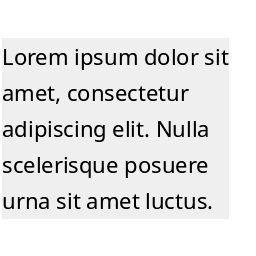 Lorem ipsum dolor sit
amet, consectetur
adipiscing elit. Nulla
scelerisque posuere
urna sit amet luctus.